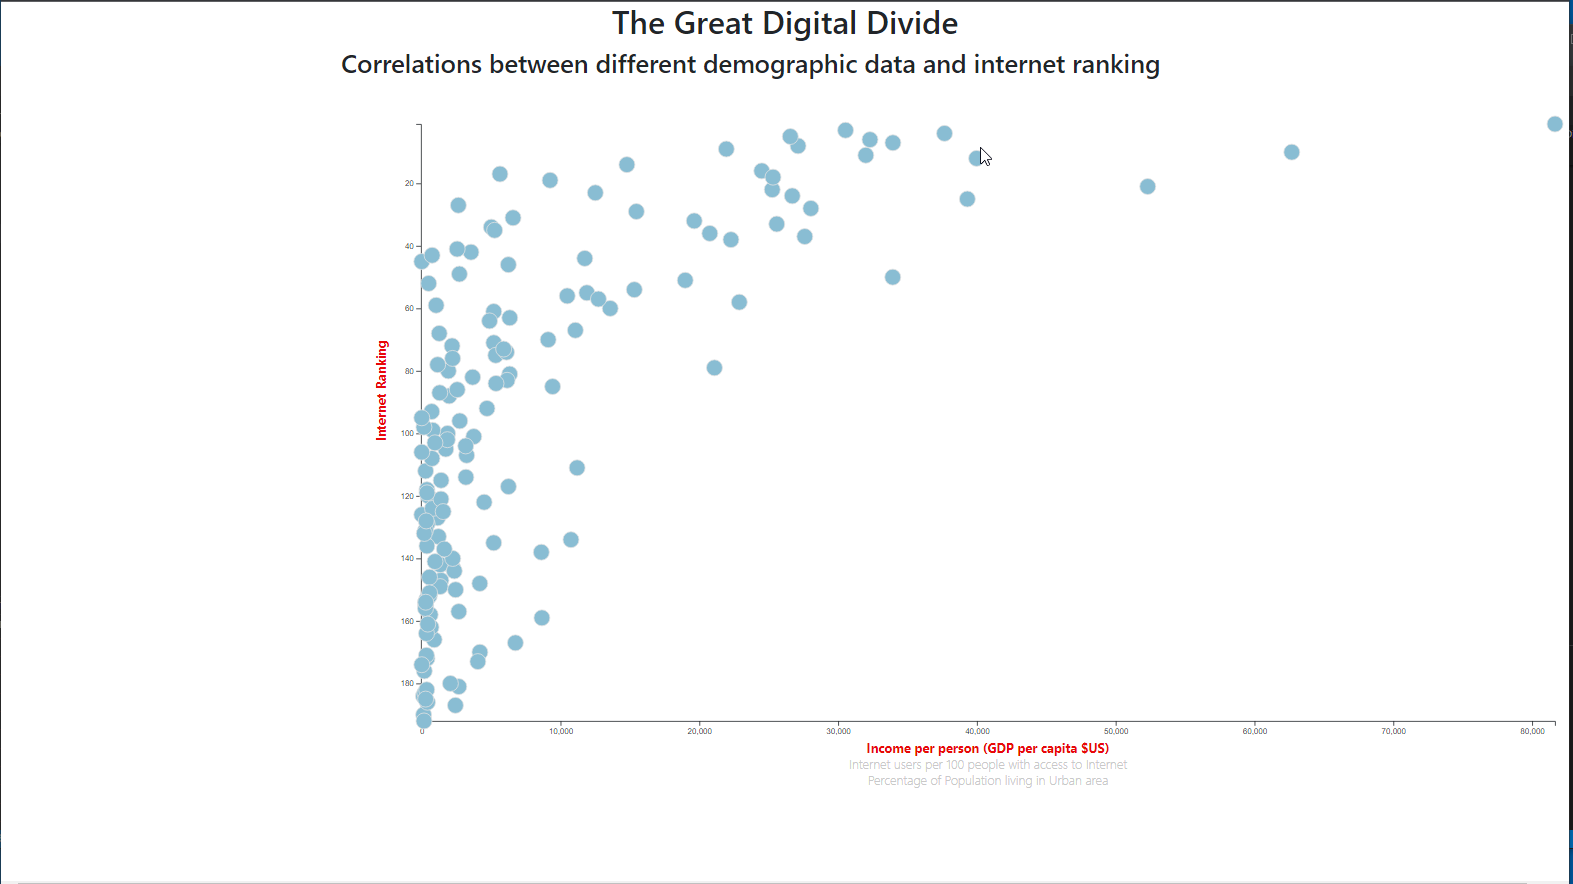 The Great Digital Divide
Correlations between different demographic data and internet ranking
Internet Ranking
20
40
60
80
100
120
140
160
180
0 10,000 20,000 30,000 40,000 50,000 60,000 70,000 80,000
Income per person (GDP per capita $US)
Internet users per 100 people with access to Internet
Percentage of Population living in Urban area